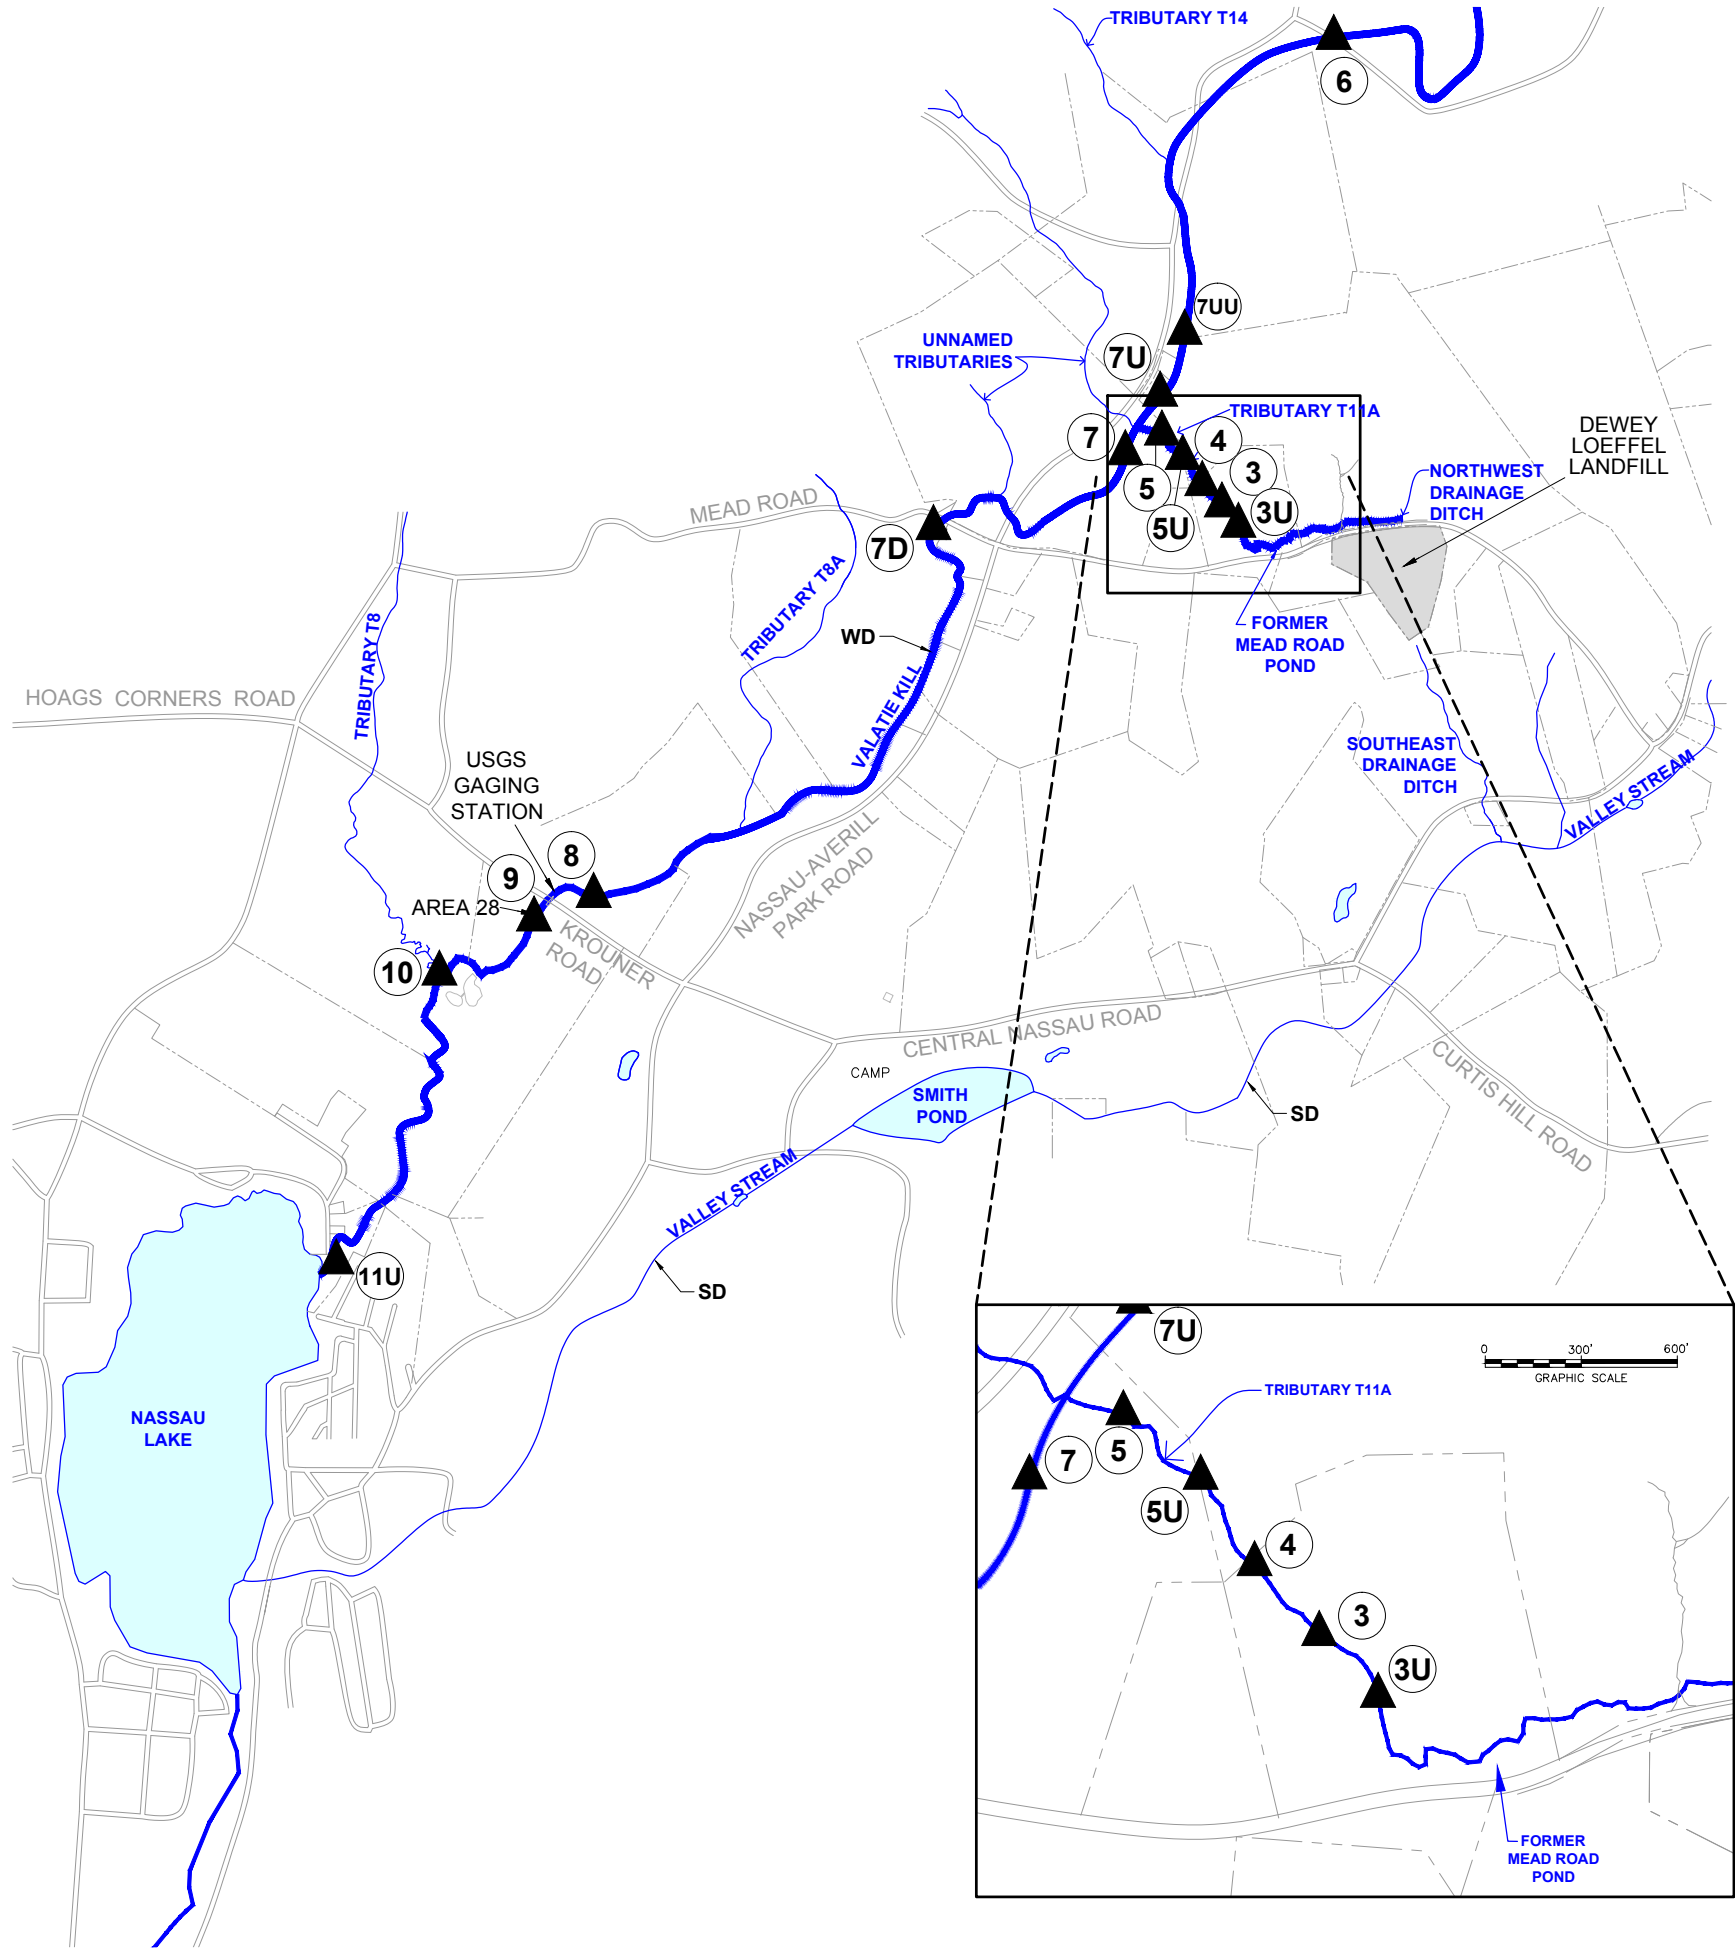 TRIBUTARY T14
6
7UU
7U
UNNAMED
TRIBUTARIES
TRIBUTARY T11A
7
4
DEWEY
LOEFFEL
LANDFILL
3
5
NORTHWEST
DRAINAGE
DITCH
MEAD ROAD
3U
5U
7D
TRIBUTARY T8A
TRIBUTARY T8
WD
FORMER
MEAD ROAD
POND
HOAGS CORNERS ROAD
VALATIE KILL
SOUTHEAST
DRAINAGE
DITCH
VALLEY STREAM
USGS
GAGING
STATION
NASSAU-AVERILL
PARK ROAD
8
9
AREA 28
KROUNER
ROAD
10
CENTRAL NASSAU ROAD
CURTIS HILL ROAD
CAMP
SMITH
POND
SD
VALLEY STREAM
11U
SD
7U
0 300' 600'
GRAPHIC SCALE
TRIBUTARY T11A
NASSAU
LAKE
7
5
5U
4
3
3U
FORMER
MEAD ROAD
POND